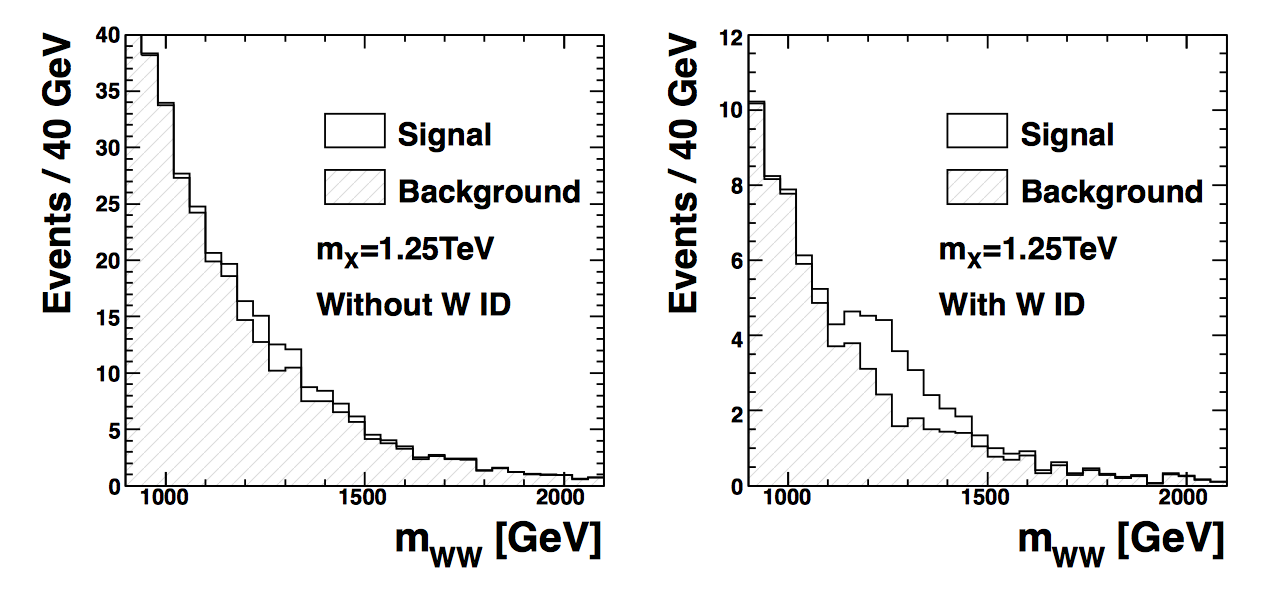 Events / 40 GeV
40
35
30
25
20
15
10
5
0
Signal
Background
mX=1.25TeV
Without W ID
1000 1500 2000
mWW [GeV]
Events / 40 GeV
12
10
8
6
4
2
0
Signal
Background
mX=1.25TeV
With W ID
1000 1500 2000
mWW [GeV]